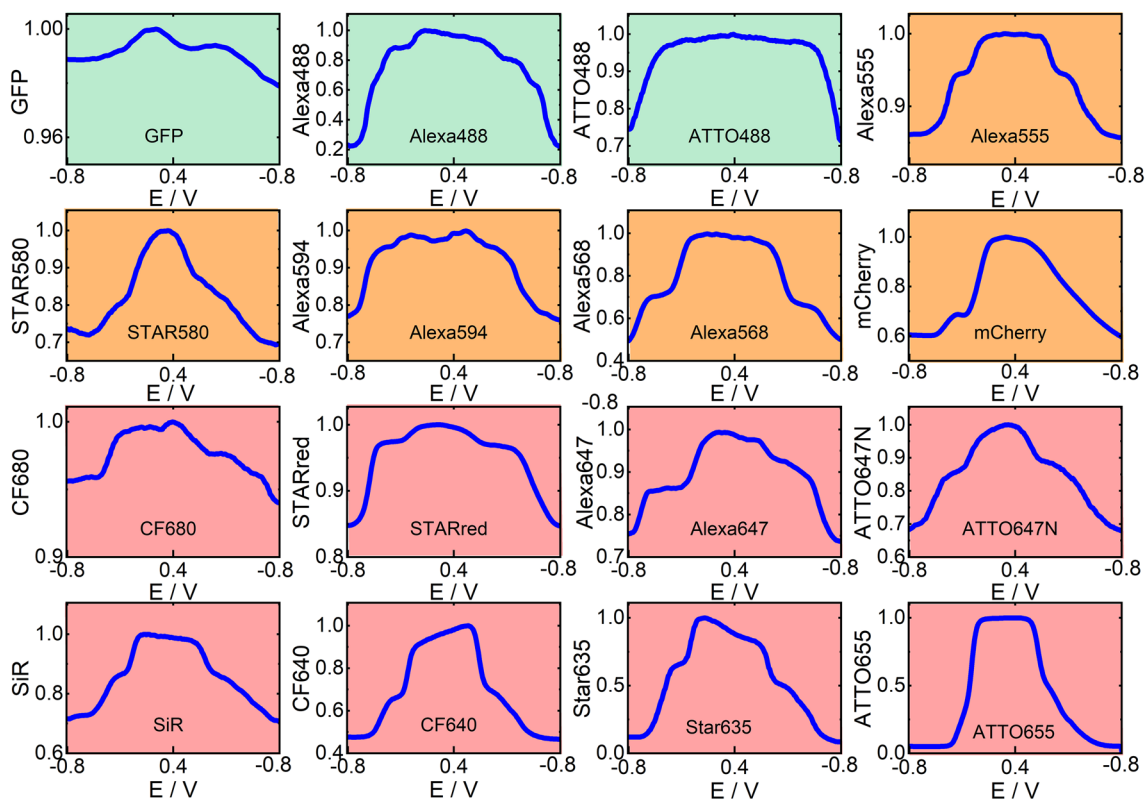 GFP
1.00
0.96
GFP
-0.8 0.4 -0.8
E / V
Alexa488
1.0
0.8
0.6
0.4
0.2
Alexa488
-0.8 0.4 -0.8
E / V
ATTO488
1.0
0.9
0.8
0.7
ATTO488
-0.8 0.4 -0.8
E / V
Alexa555
1.0
0.9
Alexa555
-0.8 0.4 -0.8
E / V
STAR580
1.0
0.9
0.8
0.7
STAR580
-0.8 0.4 -0.8
E / V
Alexa594
1.0
0.9
0.8
0.7
Alexa594
-0.8 0.4 -0.8
E / V
Alexa568
1.0
0.9
0.8
0.7
0.6
0.5
0.4
Alexa568
-0.8 0.4 -0.8
-0.8
E / V
mCherry
1.0
0.8
0.6
mCherry
-0.8 0.4 -0.8
E / V
CF680
1.0
0.9
CF680
-0.8 0.4 -0.8
E / V
STARred
1.0
0.9
0.8
STARred
-0.8 0.4 -0.8
E / V
Alexa647
1.0
0.9
0.8
0.7
Alexa647
-0.8 0.4 -0.8
E / V
ATTO647N
1.0
0.9
0.8
0.7
0.6
ATTO647N
-0.8 0.4 -0.8
E / V
SiR
1.0
0.8
0.6
SiR
-0.8 0.4 -0.8
E / V
CF640
1.0
0.8
0.6
0.4
CF640
-0.8 0.4 -0.8
E / V
Star635
1.0
0.5
0.0
Star635
-0.8 0.4 -0.8
E / V
ATTO655
1.0
0.5
0.0
ATTO655
-0.8 0.4 -0.8
E / V